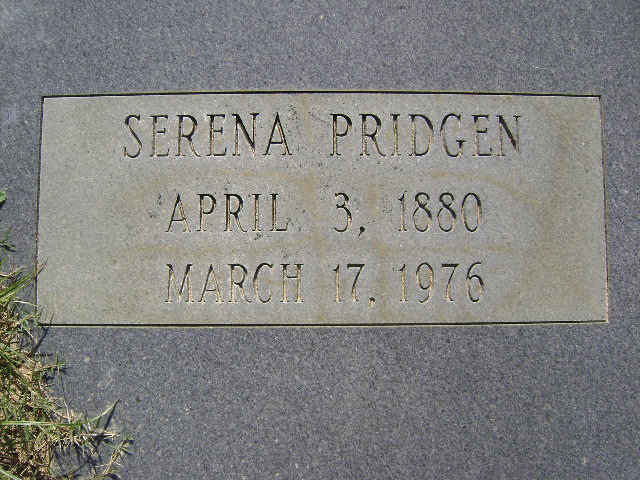 SERENA PRIDGEN
APRIL 3, 1880
MARCH 17, 1976